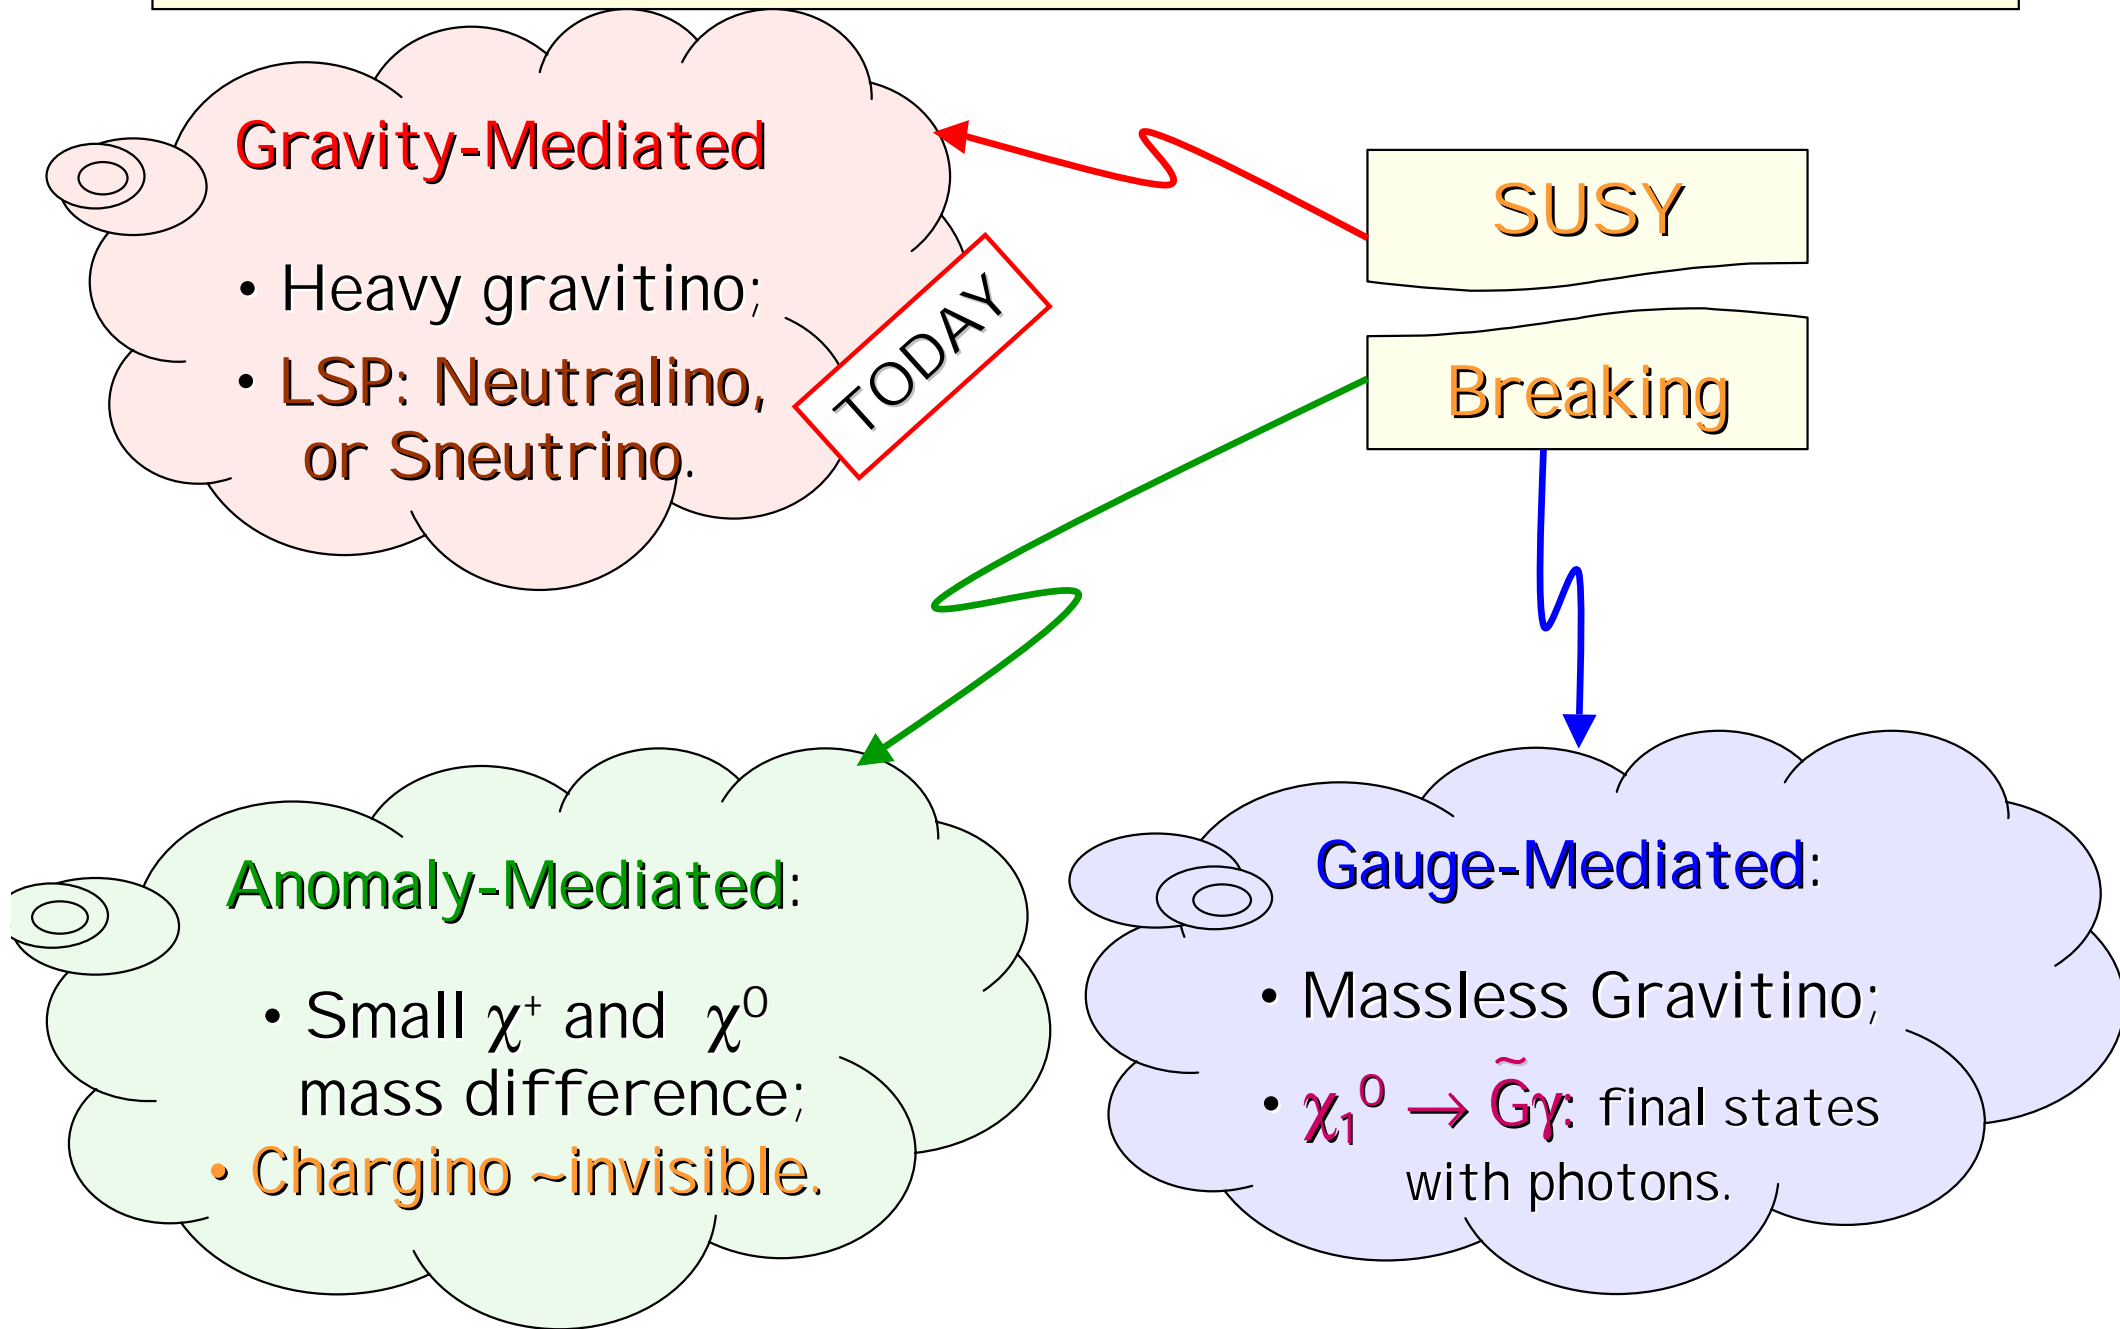 SUSY
Breaking
Gravity-Mediated
• Heavy gravitino;
• LSP: Neutralino,
or Sneutrino.
TODAY
Anomaly-Mediated:
• Small χ⁺ and χ⁰
mass difference;
• Chargino ~invisible.
Gauge-Mediated:
• Massless Gravitino;
• χ₁⁰ → G̃γ: final states
with photons.